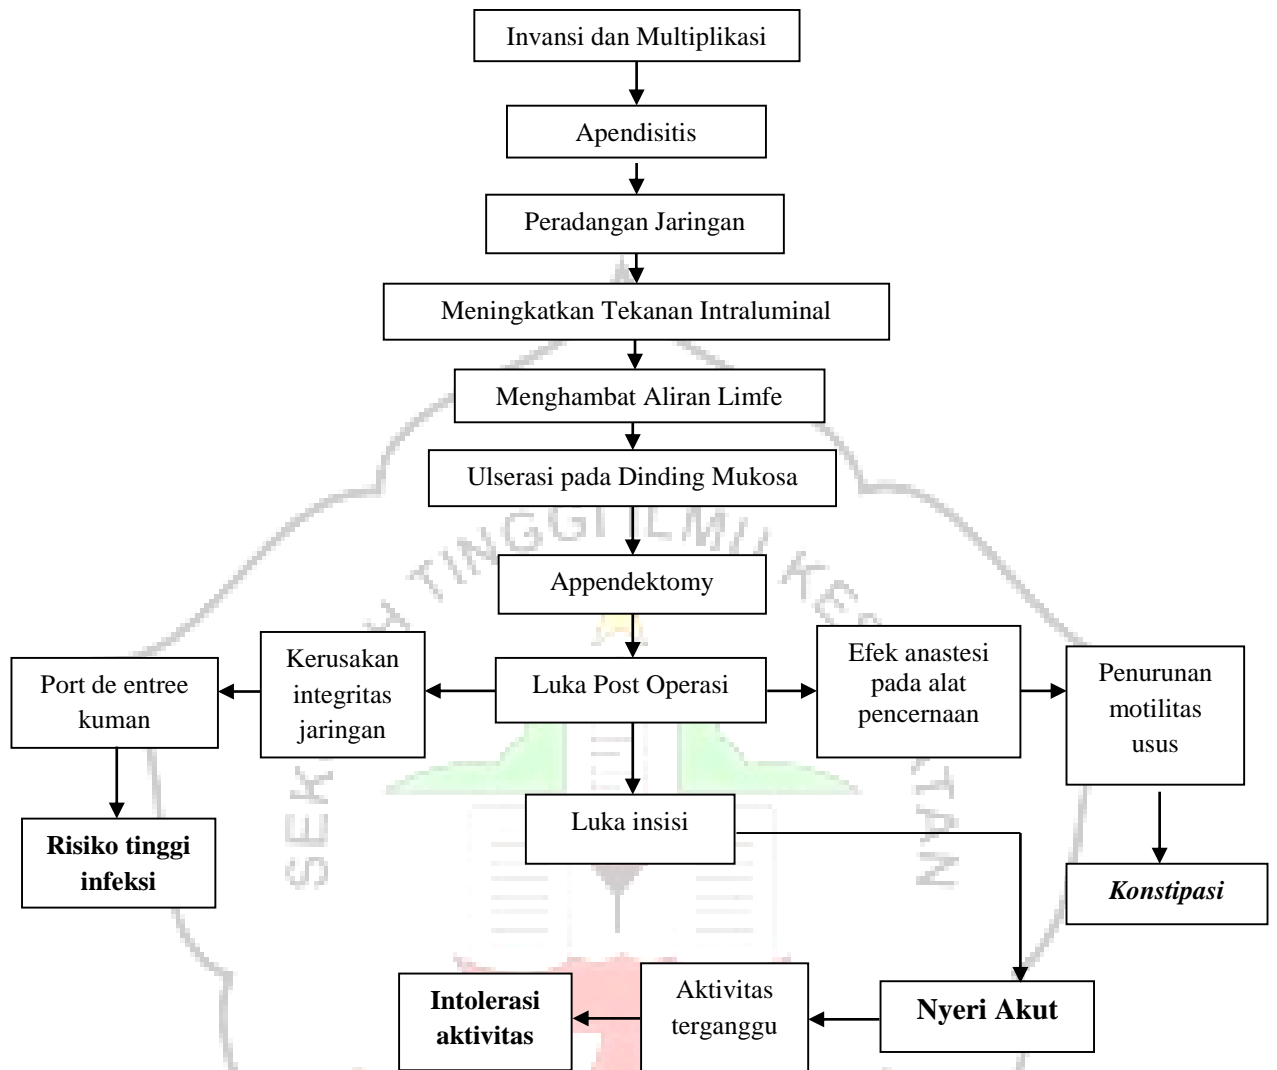 Invansi dan Multiplikasi
Apendisitis
Peradangan Jaringan
Meningkatkan Tekanan Intraluminal
Menghambat Aliran Limfe
Ulserasi pada Dinding Mukosa
Appendektomy
Port de entree
kuman
Kerusakan
integritas
jaringan
Luka Post Operasi
Efek anastesi
pada alat
pencernaan
Penurunan
motilitas
usus
Luka insisi
Risiko tinggi
infeksi
Konstipasi
Intolerasi
aktivitas
Aktivitas
terganggu
Nyeri Akut
TINGGI ILMU